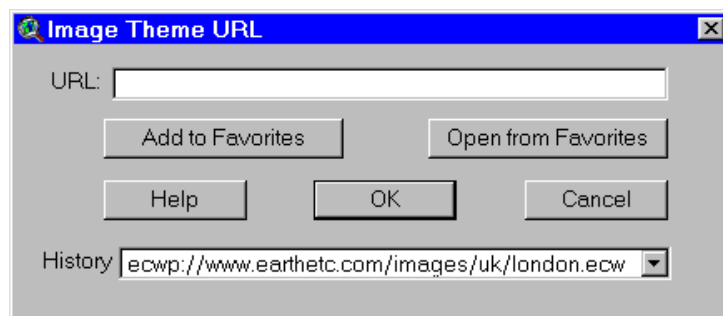 Image Theme URL
URL:
Add to Favorites Open from Favorites
Help OK Cancel
History ecwp://www.earthetc.com/images/uk/london.ecw